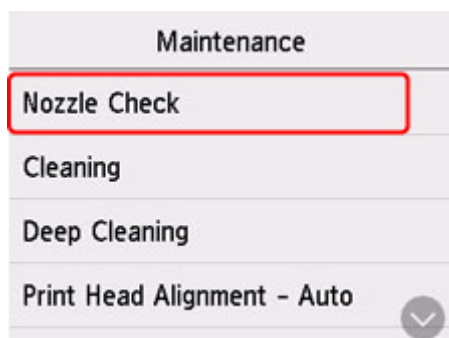 Maintenance
Nozzle Check
Cleaning
Deep Cleaning
Print Head Alignment - Auto